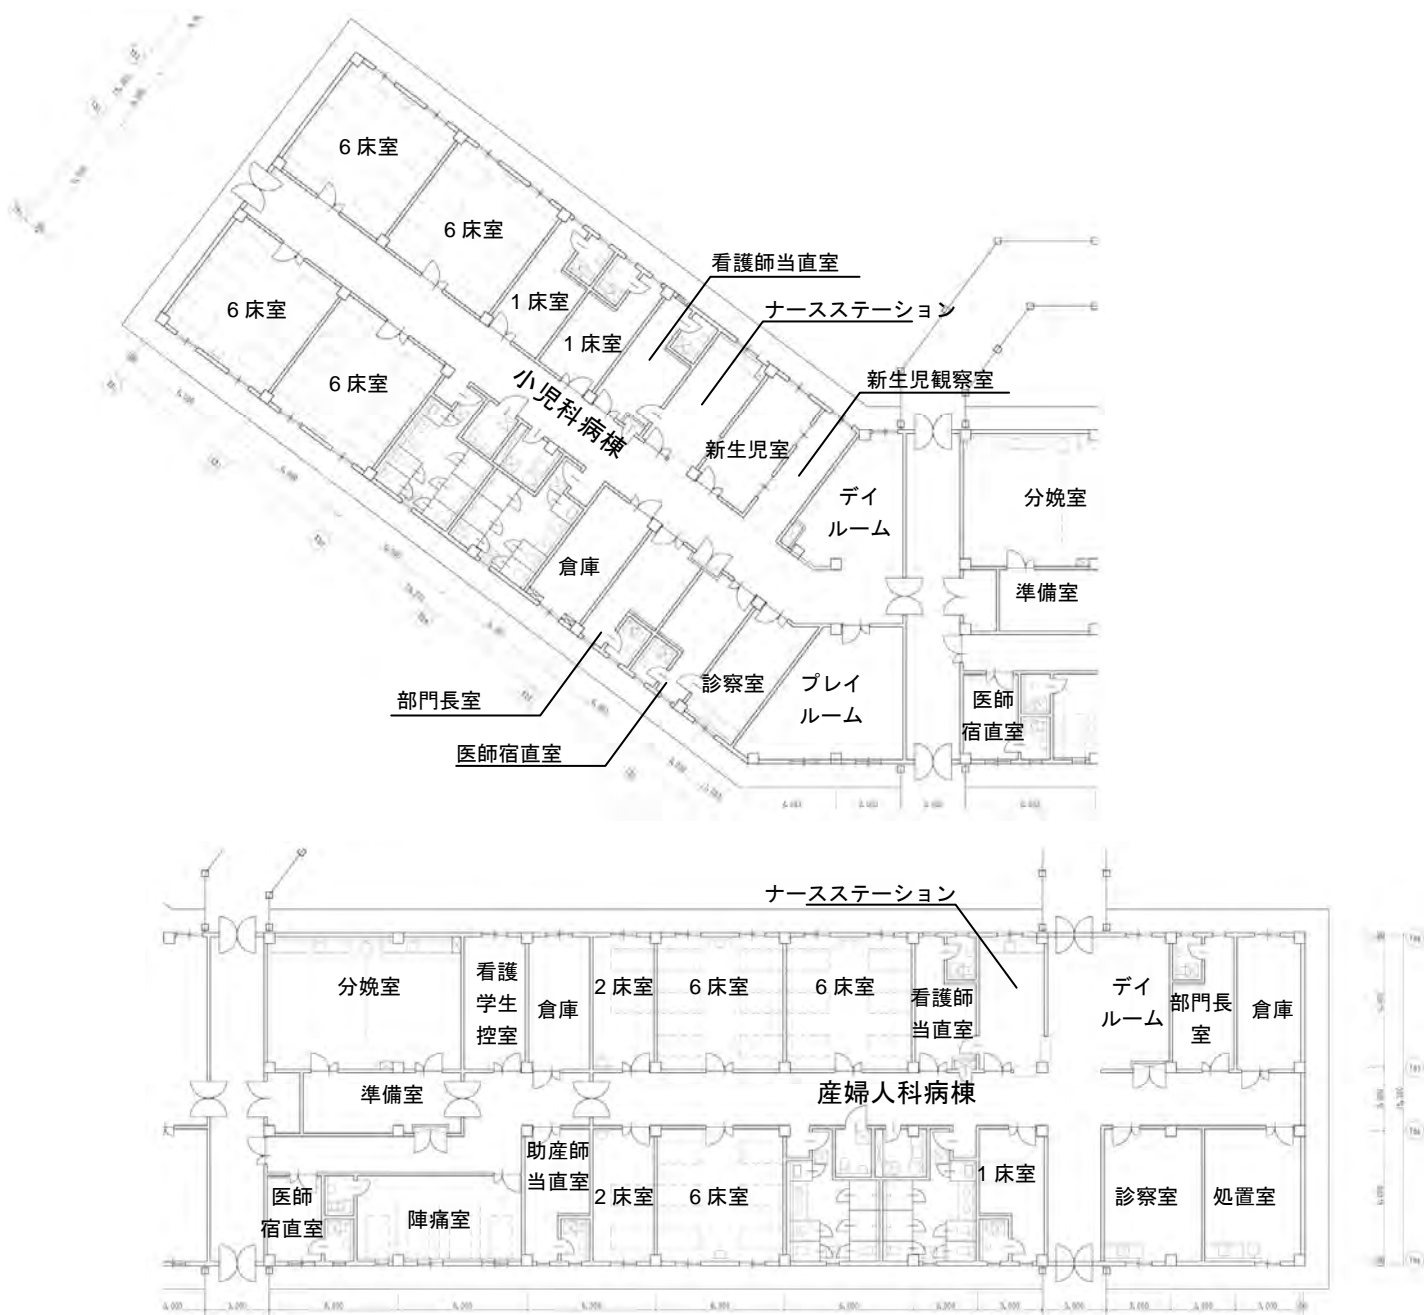 6床室
6床室
看護師当直室
1床室
ナースステーション
6床室
1床室
6床室
新生児観察室
小児科病棟
新生児室
デイ
ルーム
分娩室
倉庫
準備室
診察室
プレイ
ルーム
部門長室
医師
宿直室
医師宿直室
ナースステーション
分娩室
看護
学生
控室
倉庫
2床室
6床室
6床室
看護師
当直室
デイ
ルーム
部門長
室
倉庫
準備室
産婦人科病棟
助産師
当直室
医師
宿直室
陣痛室
2床室
6床室
1床室
診察室
処置室